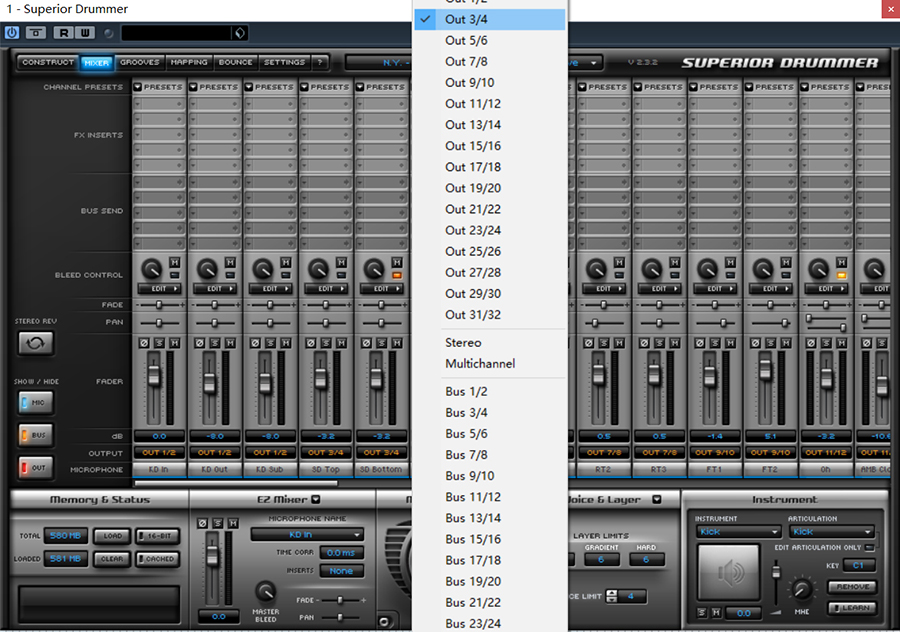 1 - Superior Drummer
R W
CONSTRUCT MIXER GROOVES MAPPING BOUNCE SETTINGS ?
N.Y. -
V 2.3.2
SUPERIOR DRUMMER
CHANNEL PRESETS
PRESETS PRESETS PRESETS PRESETS PRESETS
PRESETS PRESETS PRESETS PRESETS PRESETS PRES
FX INSERTS
BUS SEND
BLEED CONTROL
EDIT EDIT EDIT EDIT EDIT
EDIT EDIT EDIT EDIT EDIT EDIT
FADE
PAN
STEREO REV
SHOW / HIDE
FADER
MIC
BUS
OUT
dB
0.0 -8.0 -8.0 -3.2 -3.2
0.5 0.5 -1.4 5.1 -3.2 -10.6
OUTPUT
OUT 1/2 OUT 1/2 OUT 1/2 OUT 3/4 OUT 3/4
OUT 7/8 OUT 7/8 OUT 9/10 OUT 9/10 OUT 11/12 OUT 11/
MICROPHONE
KD In KD Out KD Sub SD Top SD Bottom
RT2 RT3 FT1 FT2 Oh AMB Clo
Out 1/2
Out 3/4
Out 5/6
Out 7/8
Out 9/10
Out 11/12
Out 13/14
Out 15/16
Out 17/18
Out 19/20
Out 21/22
Out 23/24
Out 25/26
Out 27/28
Out 29/30
Out 31/32
Stereo
Multichannel
Bus 1/2
Bus 3/4
Bus 5/6
Bus 7/8
Bus 9/10
Bus 11/12
Bus 13/14
Bus 15/16
Bus 17/18
Bus 19/20
Bus 21/22
Bus 23/24
Memory & Status
TOTAL 580 MB LOAD 16-BIT
LOADED 581 MB CLEAR CACHED
EZ Mixer
MICROPHONE NAME
KD In
TIME CORR 0.0 ms
INSERTS None
FADE
PAN
MASTER
BLEED
0.0
oice & Layer
LAYER LIMITS
GRADIENT HARD
6 6
CE LIMIT 4
Instrument
INSTRUMENT ARTICULATION
Kick Kick
EDIT ARTICULATION ONLY
KEY C1
REMOVE
LEARN
S M 0.0
MHE